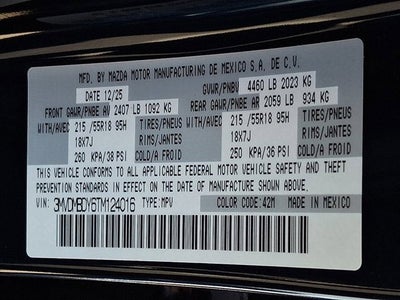 MFD. BY MAZDA MOTOR MANUFACTURING DE MEXICO S.A. DE C.V.
DATE 12/25 GVWR/PNBV 4460 LB 2023 KG
FRONT GAWR/PNBE AV 2407 LB 1092 KG REAR GAWR/PNBE AR 2059 LB 934 KG
WITH/AVEC 215 /55R18 95H TIRES/PNEUS WITH/AVEC 215 /55R18 95H TIRES/PNEUS
18X7J RIMS/JANTES 18X7J RIMS/JANTES
260 KPA/38 PSI COLD/A FROID 250 KPA/36 PSI COLD/A FROID
THIS VEHICLE CONFORMS TO ALL APPLICABLE FEDERAL MOTOR VEHICLE SAFETY AND THEFT
PREVENTION STANDARDS IN EFFECT ON THE DATE OF MANUFACTURE SHOWN ABOVE.
VIN: 3MVDMBDY6TM124016 TYPE: MPV COLOR CODE: 42M MADE IN MEXICO